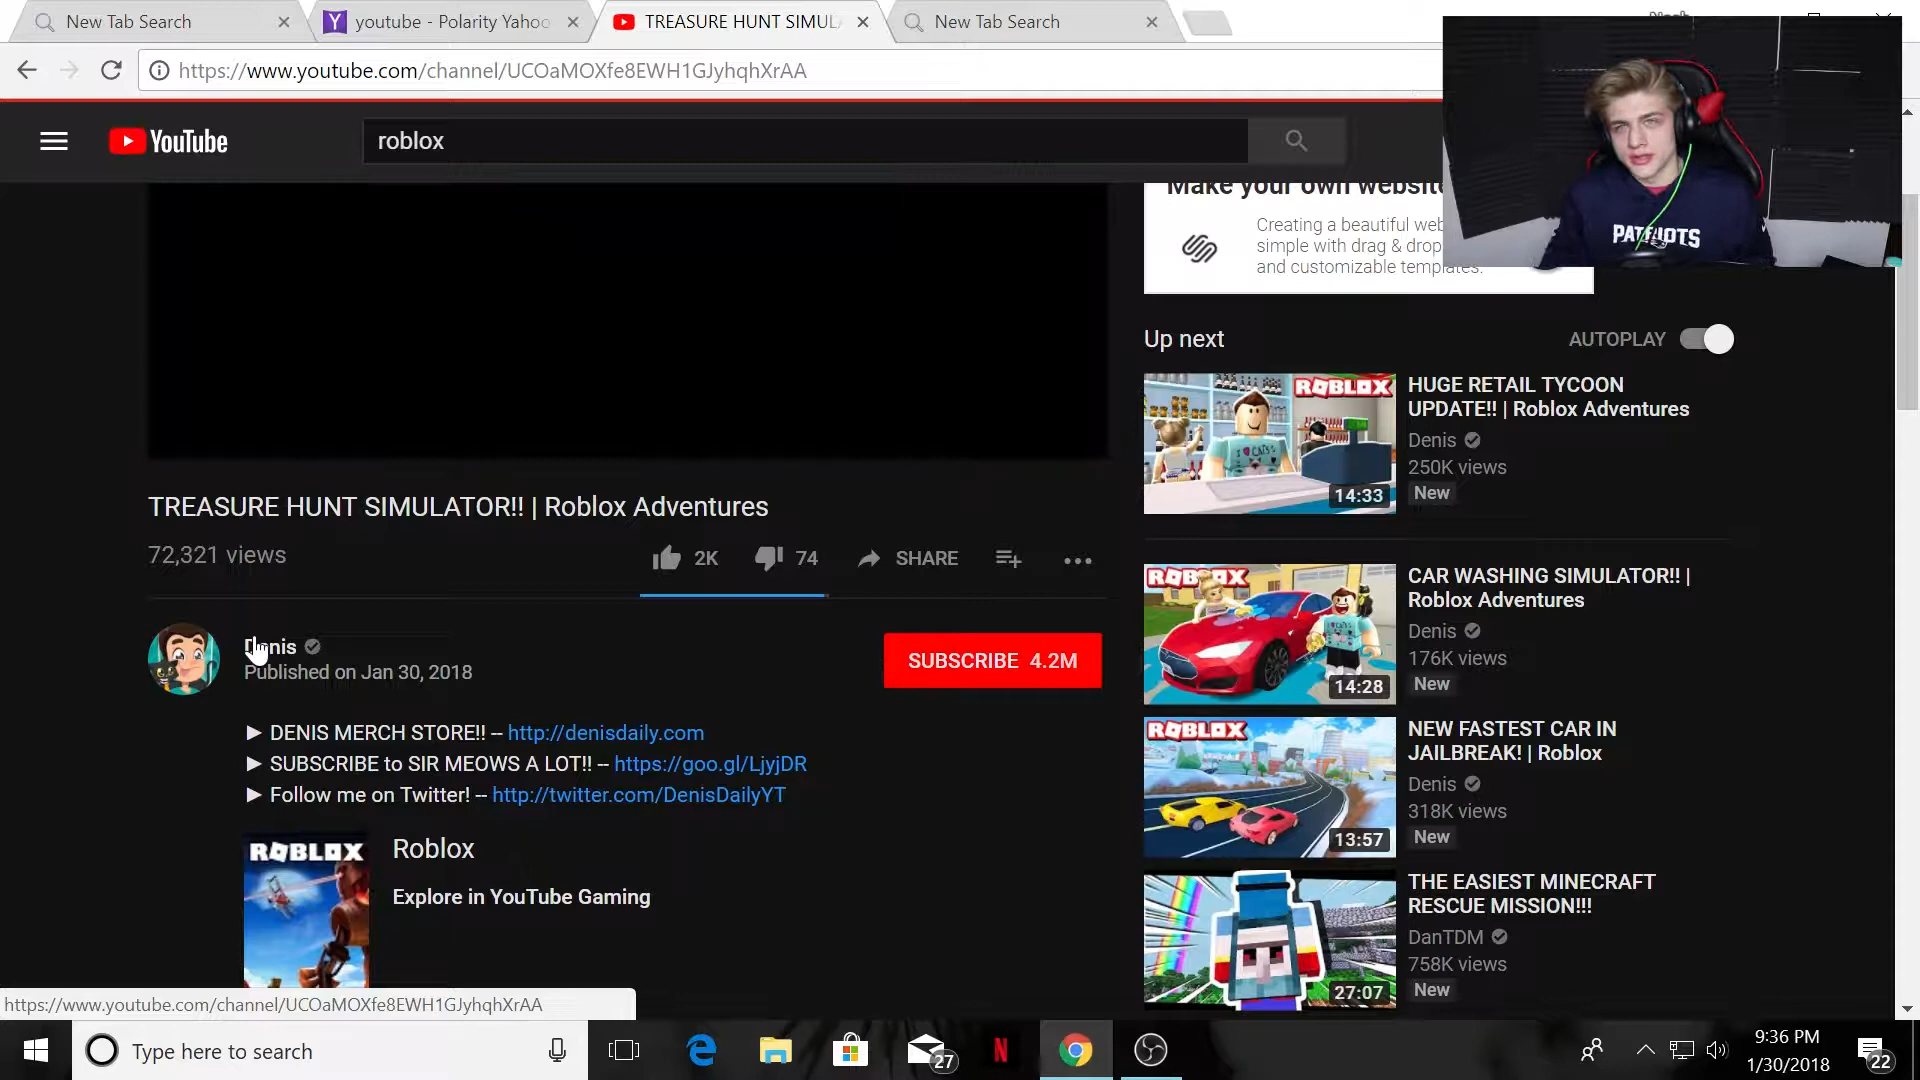 New Tab Search
youtube - Polarity Yahoo
TREASURE HUNT SIMUL
New Tab Search
https://www.youtube.com/channel/UCOaMOXfe8EWH1GJyhqhXrAA
YouTube
roblox
Make your own website
Creating a beautiful web
simple with drag & drop
and customizable templates.
PATRIOTS
Up next
AUTOPLAY
ROBLOX
14:33
HUGE RETAIL TYCOON
UPDATE!! | Roblox Adventures
Denis
250K views
New
TREASURE HUNT SIMULATOR!! | Roblox Adventures
72,321 views
2K
74
SHARE
Denis
Published on Jan 30, 2018
SUBSCRIBE 4.2M
► DENIS MERCH STORE!! -- http://denisdaily.com
► SUBSCRIBE to SIR MEOWS A LOT!! -- https://goo.gl/LjyjDR
► Follow me on Twitter! -- http://twitter.com/DenisDailyYT
ROBLOX
Roblox
Explore in YouTube Gaming
ROBLOX
14:28
CAR WASHING SIMULATOR!! |
Roblox Adventures
Denis
176K views
New
ROBLOX
13:57
NEW FASTEST CAR IN
JAILBREAK! | Roblox
Denis
318K views
New
27:07
THE EASIEST MINECRAFT
RESCUE MISSION!!!
DanTDM
758K views
New
https://www.youtube.com/channel/UCOaMOXfe8EWH1GJyhqhXrAA
Type here to search
27
9:36 PM
1/30/2018
22